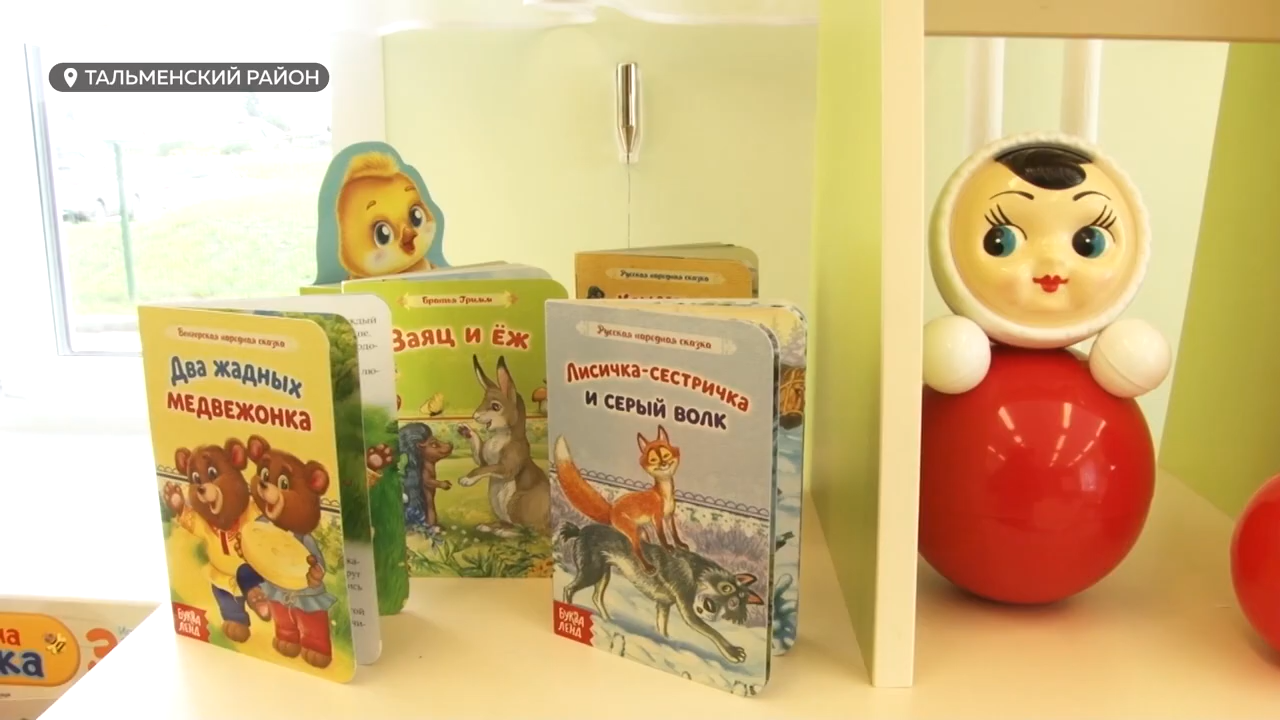 ТАЛЬМЕНСКИЙ РАЙОН
Венгерская народная сказка
Два жадных
медвежонка
БУКВА
ЛЕНД
Братья Гримм
Заяц и ёж
Русская народная сказка
Русская народная сказка
Лисичка-сестричка
и серый волк
БУКВА
ЛЕНД